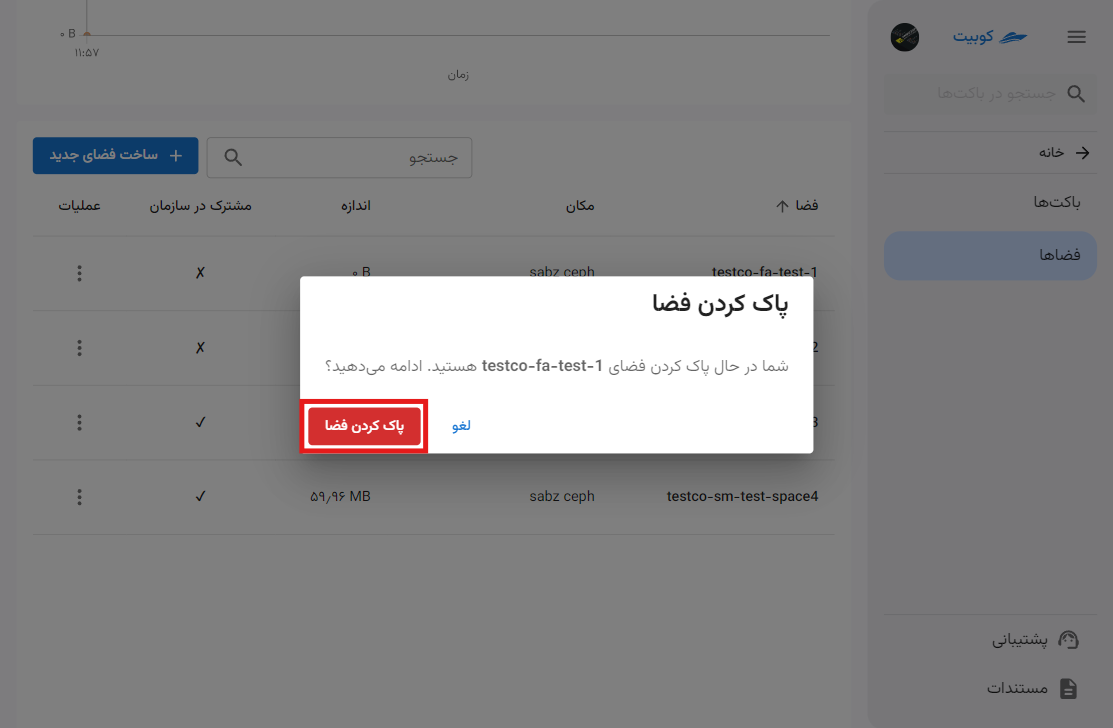 کوبیت
جستجو در باکت‌ها
خانه
باکت‌ها
فضاها
پشتیبانی
مستندات
۰ B
۱۱:۵۷
زمان
جستجو
ساخت فضای جدید
فضا مکان اندازه مشترک در سازمان عملیات
testco-fa-test-1 sabz ceph ۰ B ✗
2 ✗
3 ✓
testco-sm-test-space4 sabz ceph ۵۹٫۹۶ MB ✓
پاک کردن فضا
شما در حال پاک کردن فضای testco-fa-test-1 هستید. ادامه می‌دهید؟
لغو
پاک کردن فضا